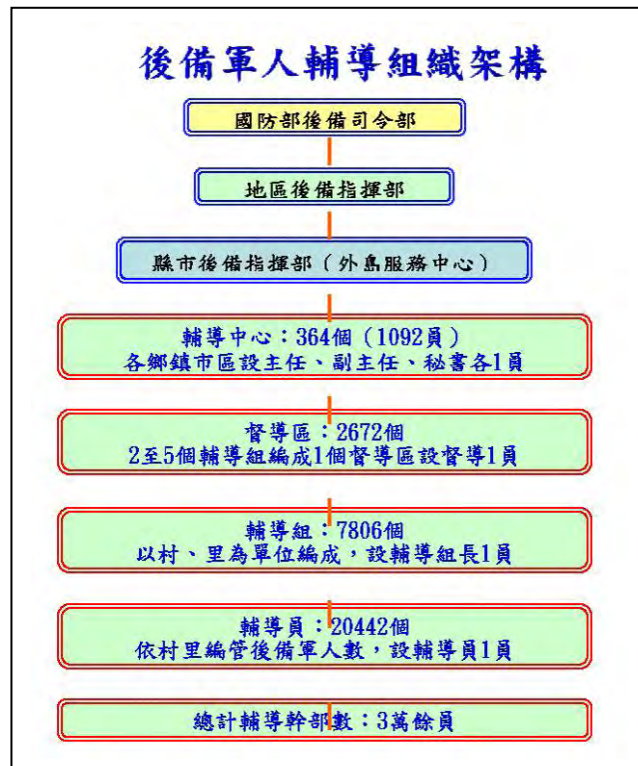 後備軍人輔導組織架構
國防部後備司令部
地區後備指揮部
縣市後備指揮部（外島服務中心）
輔導中心：364個（1092員）
各鄉鎮市區設主任、副主任、秘書各1員
督導區：2672個
2至5個輔導組編成1個督導區設督導1員
輔導組：7806個
以村、里為單位編成，設輔導組長1員
輔導員：20442個
依村里編管後備軍人數，設輔導員1員
總計輔導幹部數：3萬餘員